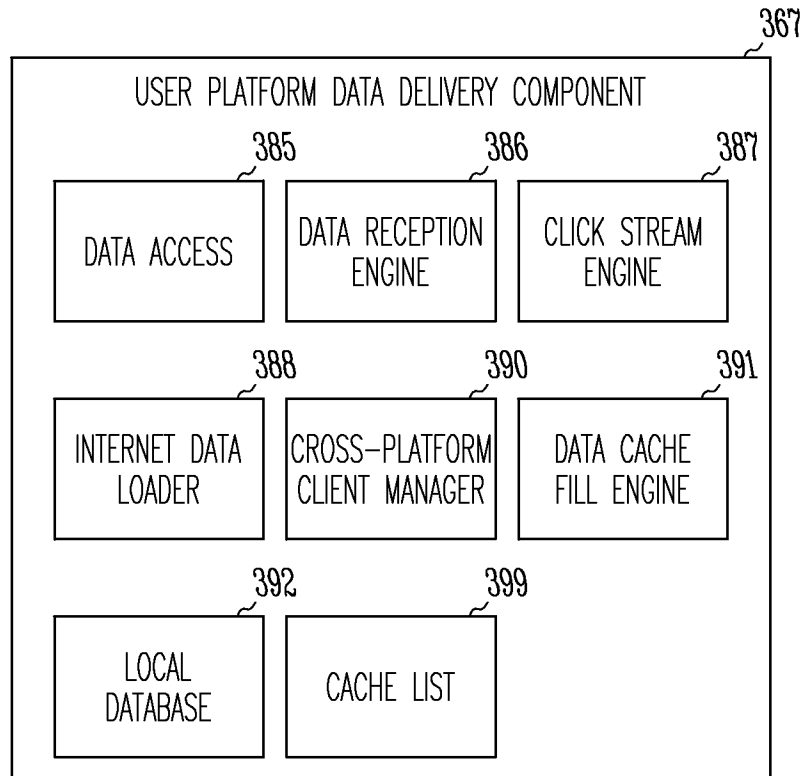 367
USER PLATFORM DATA DELIVERY COMPONENT
385
386
387
DATA ACCESS
DATA RECEPTION
ENGINE
CLICK STREAM
ENGINE
388
390
391
INTERNET DATA
LOADER
CROSS-PLATFORM
CLIENT MANAGER
DATA CACHE
FILL ENGINE
392
399
LOCAL
DATABASE
CACHE LIST